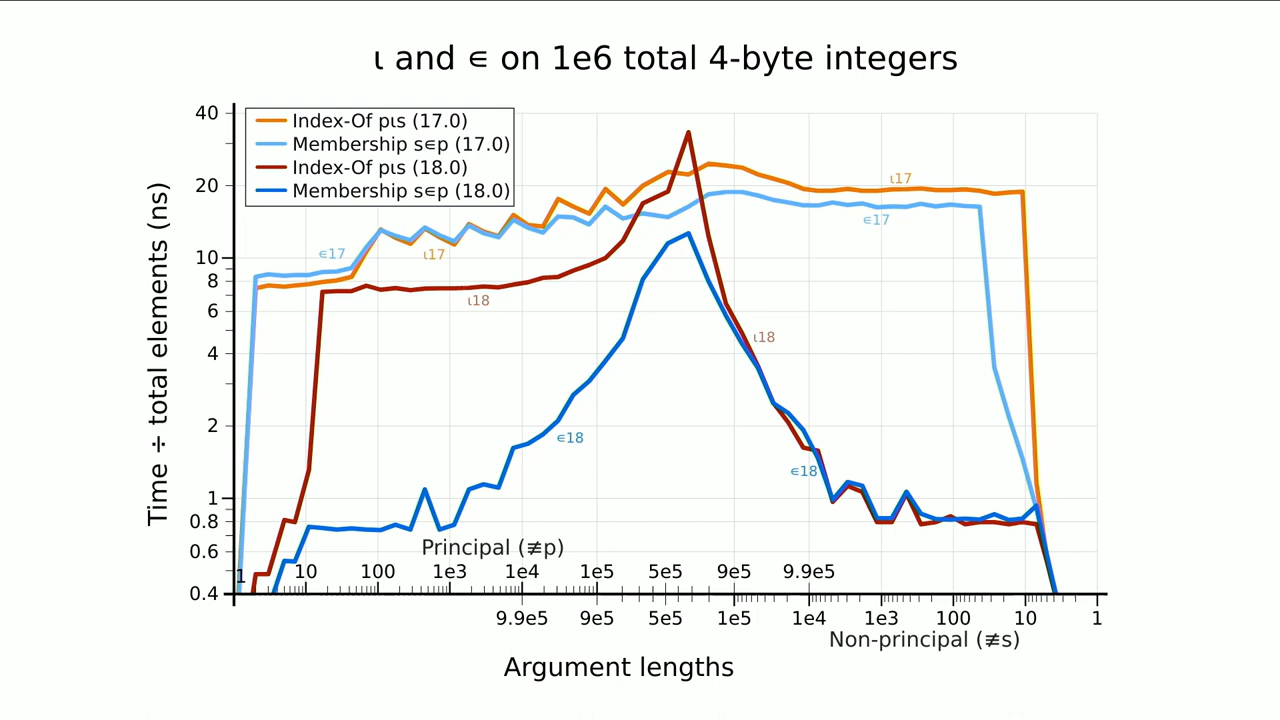 ι and ∊ on 1e6 total 4-byte integers
Index-Of pιs (17.0)
Membership s∊p (17.0)
Index-Of pιs (18.0)
Membership s∊p (18.0)
Time ÷ total elements (ns)
40
20
10
8
6
4
2
1
0.8
0.6
0.4
∊17
ι17
ι17
∊17
ι18
ι18
∊18
∊18
Principal (≢p)
1 10 100 1e3 1e4 1e5 5e5 9e5 9.9e5
9.9e5 9e5 5e5 1e5 1e4 1e3 100 10 1
Non-principal (≢s)
Argument lengths